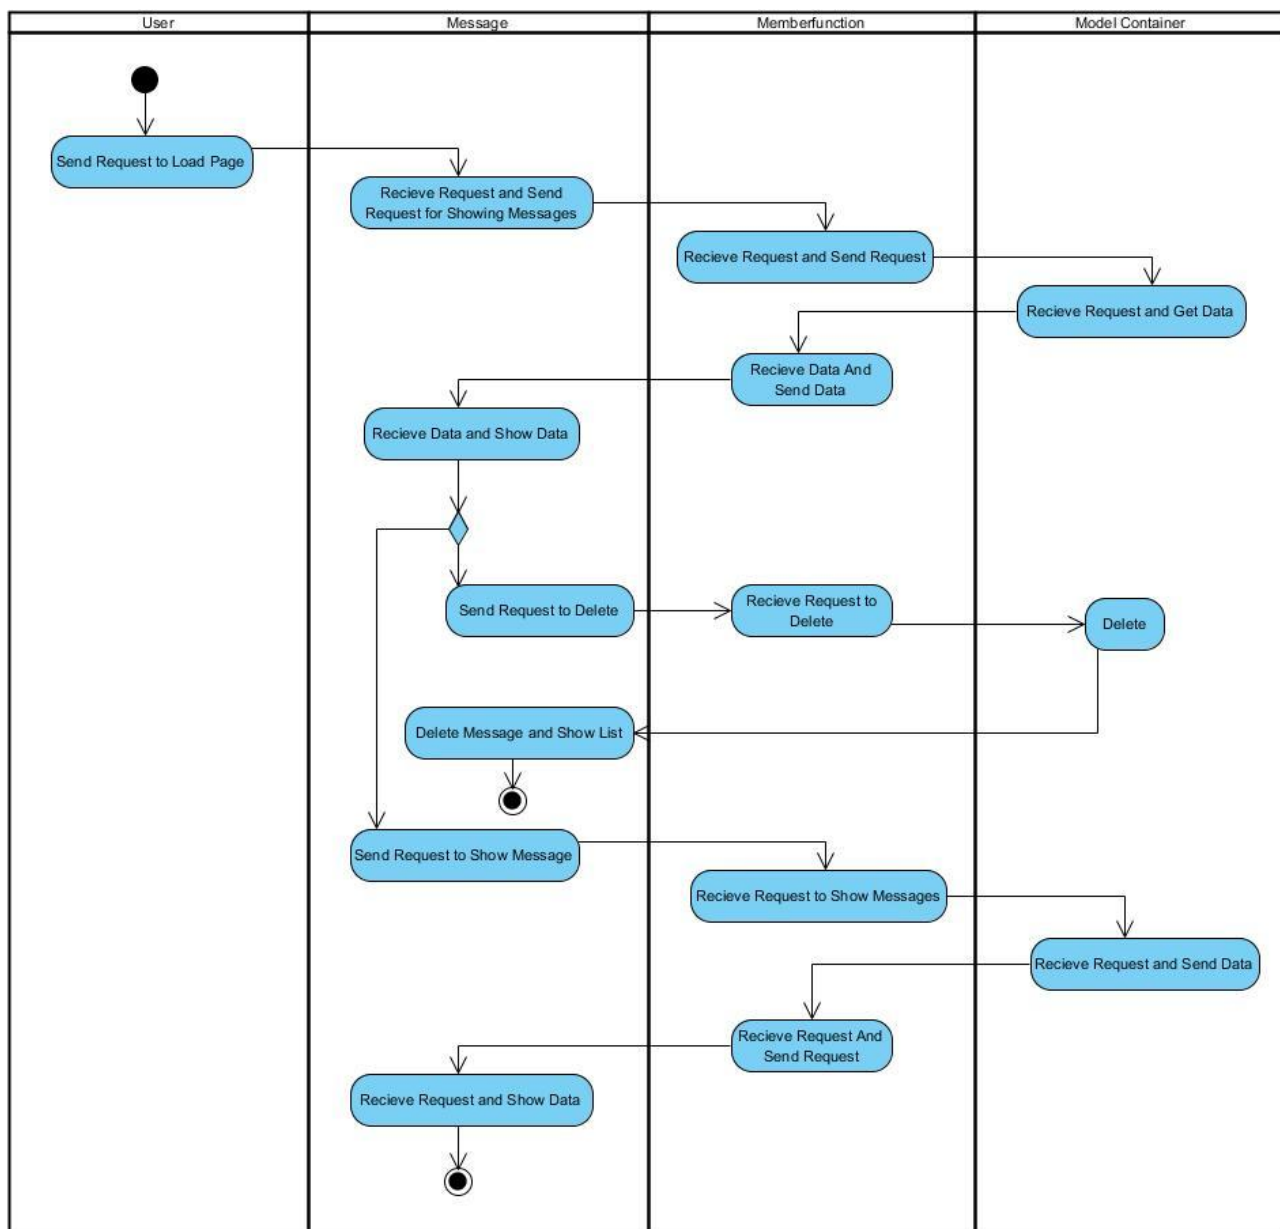 User
Message
Memberfunction
Model Container
Send Request to Load Page
Recieve Request and Send
Request for Showing Messages
Recieve Request and Send Request
Recieve Request and Get Data
Recieve Data And
Send Data
Recieve Data and Show Data
Send Request to Delete
Recieve Request to
Delete
Delete
Delete Message and Show List
Send Request to Show Message
Recieve Request to Show Messages
Recieve Request and Send Data
Recieve Request And
Send Request
Recieve Request and Show Data